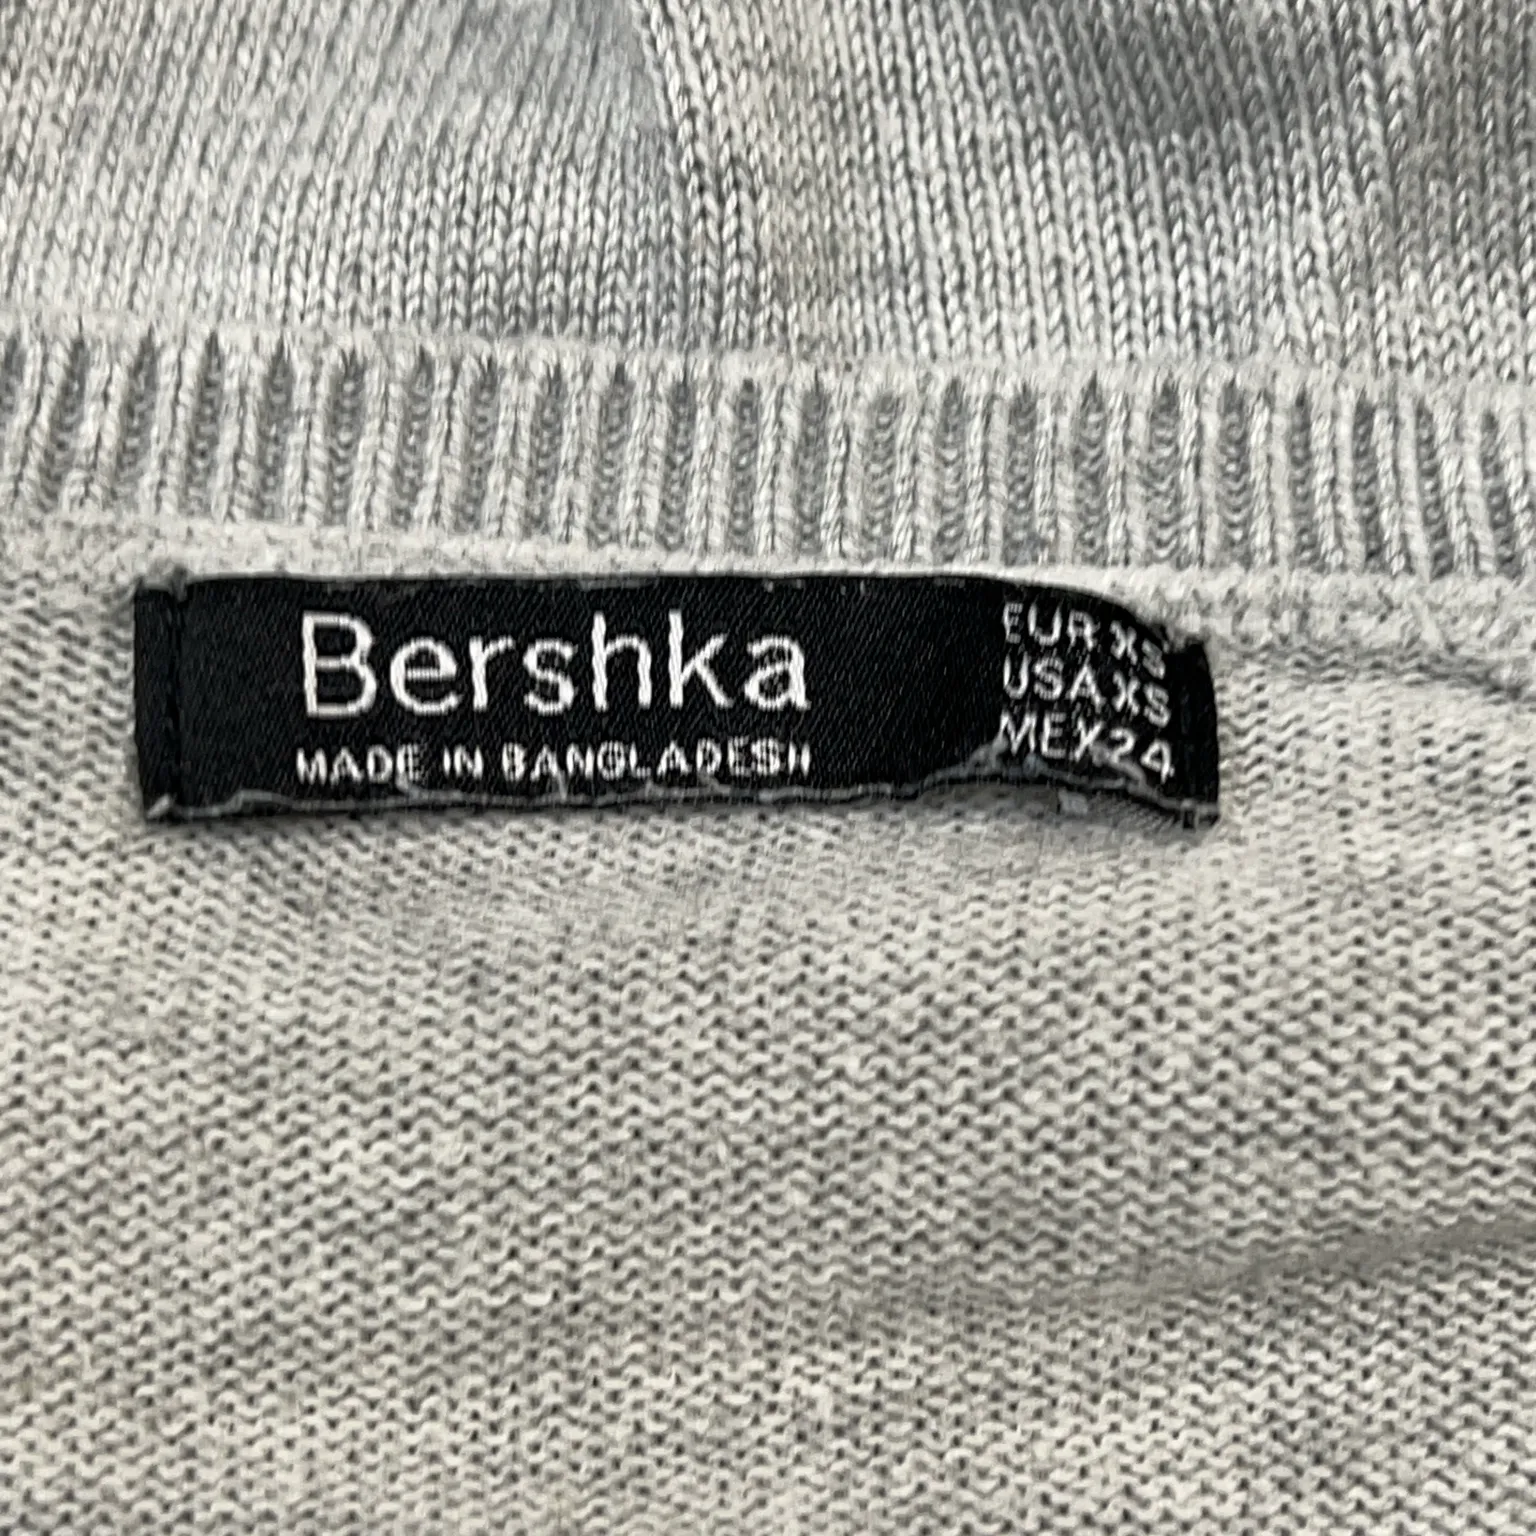 Bershka
MADE IN BANGLADESH
EUR XS
USA XS
MEX 24